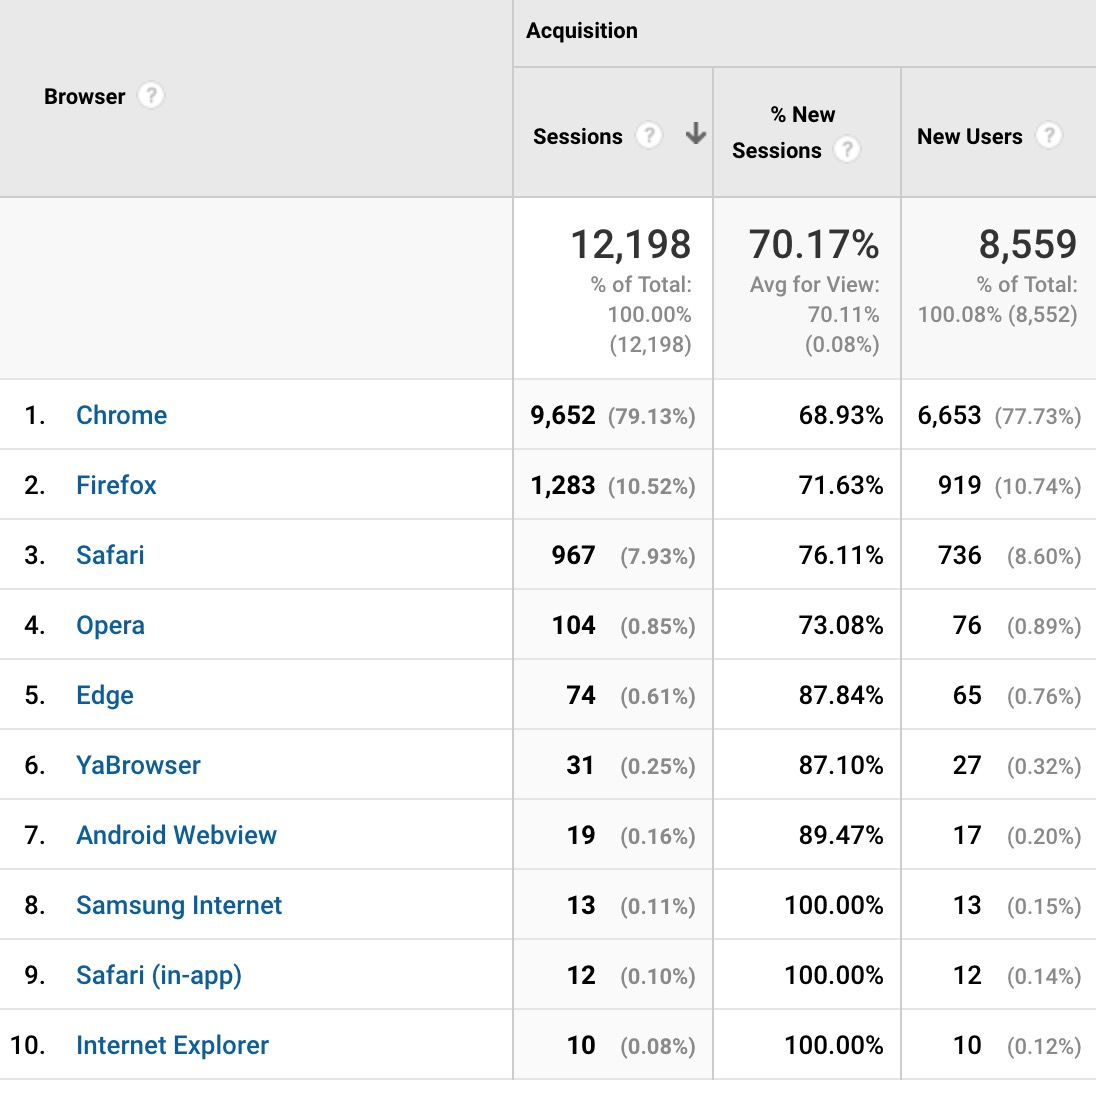 Acquisition
Browser ?
Sessions ? ↓
% New
Sessions ?
New Users ?
12,198
% of Total:
100.00%
(12,198)
70.17%
Avg for View:
70.11%
(0.08%)
8,559
% of Total:
100.08% (8,552)
1. Chrome 9,652 (79.13%) 68.93% 6,653 (77.73%)
2. Firefox 1,283 (10.52%) 71.63% 919 (10.74%)
3. Safari 967 (7.93%) 76.11% 736 (8.60%)
4. Opera 104 (0.85%) 73.08% 76 (0.89%)
5. Edge 74 (0.61%) 87.84% 65 (0.76%)
6. YaBrowser 31 (0.25%) 87.10% 27 (0.32%)
7. Android Webview 19 (0.16%) 89.47% 17 (0.20%)
8. Samsung Internet 13 (0.11%) 100.00% 13 (0.15%)
9. Safari (in-app) 12 (0.10%) 100.00% 12 (0.14%)
10. Internet Explorer 10 (0.08%) 100.00% 10 (0.12%)